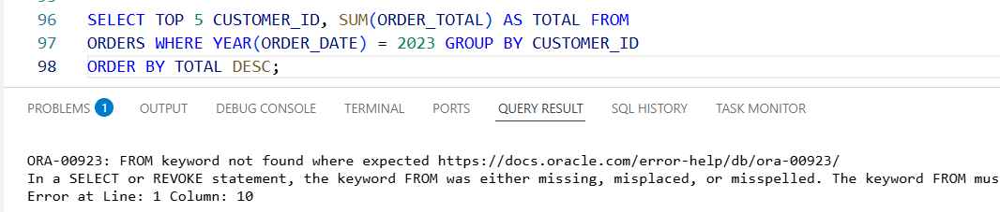 96 SELECT TOP 5 CUSTOMER_ID, SUM(ORDER_TOTAL) AS TOTAL FROM
97 ORDERS WHERE YEAR(ORDER_DATE) = 2023 GROUP BY CUSTOMER_ID
98 ORDER BY TOTAL DESC;
PROBLEMS 1 OUTPUT DEBUG CONSOLE TERMINAL PORTS QUERY RESULT SQL HISTORY TASK MONITOR
ORA-00923: FROM keyword not found where expected https://docs.oracle.com/error-help/db/ora-00923/
In a SELECT or REVOKE statement, the keyword FROM was either missing, misplaced, or misspelled. The keyword FROM mus
Error at Line: 1 Column: 10